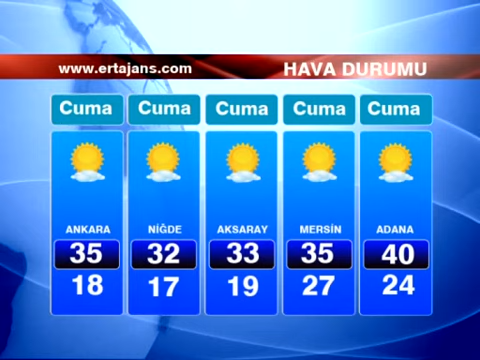 www.ertajans.com HAVA DURUMU
Cuma Cuma Cuma Cuma Cuma
ANKARA NİĞDE AKSARAY MERSİN ADANA
35 32 33 35 40
18 17 19 27 24